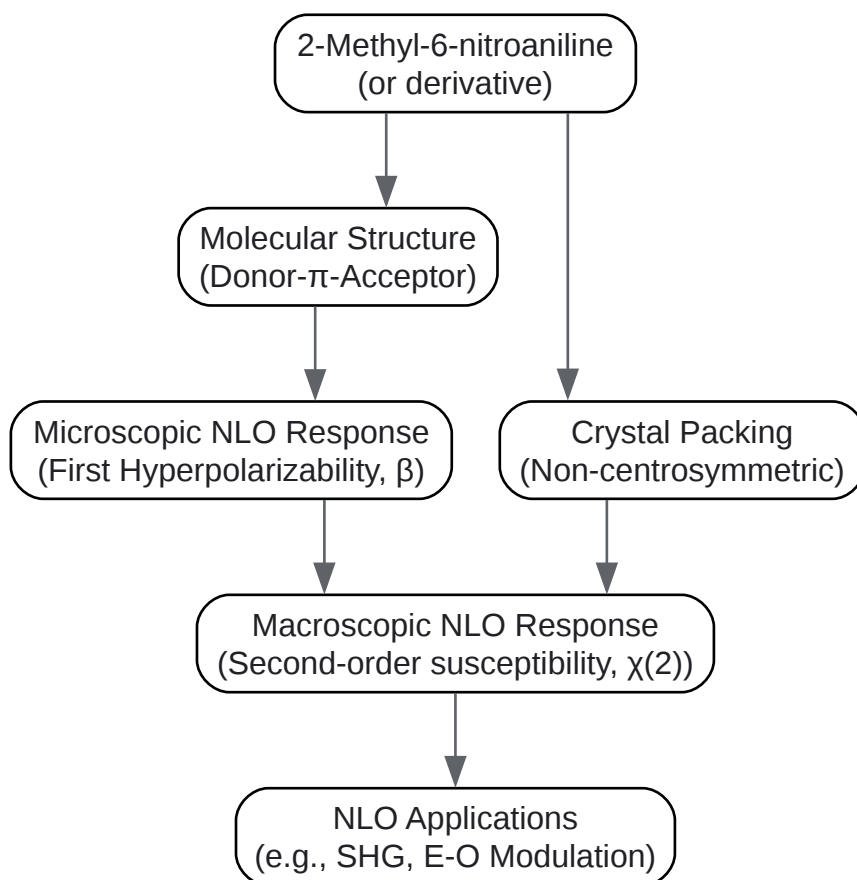 2-Methyl-6-nitroaniline
(or derivative)
Molecular Structure
(Donor-π-Acceptor)
Microscopic NLO Response
(First Hyperpolarizability, β)
Crystal Packing
(Non-centrosymmetric)
Macroscopic NLO Response
(Second-order susceptibility, χ(2))
NLO Applications
(e.g., SHG, E-O Modulation)